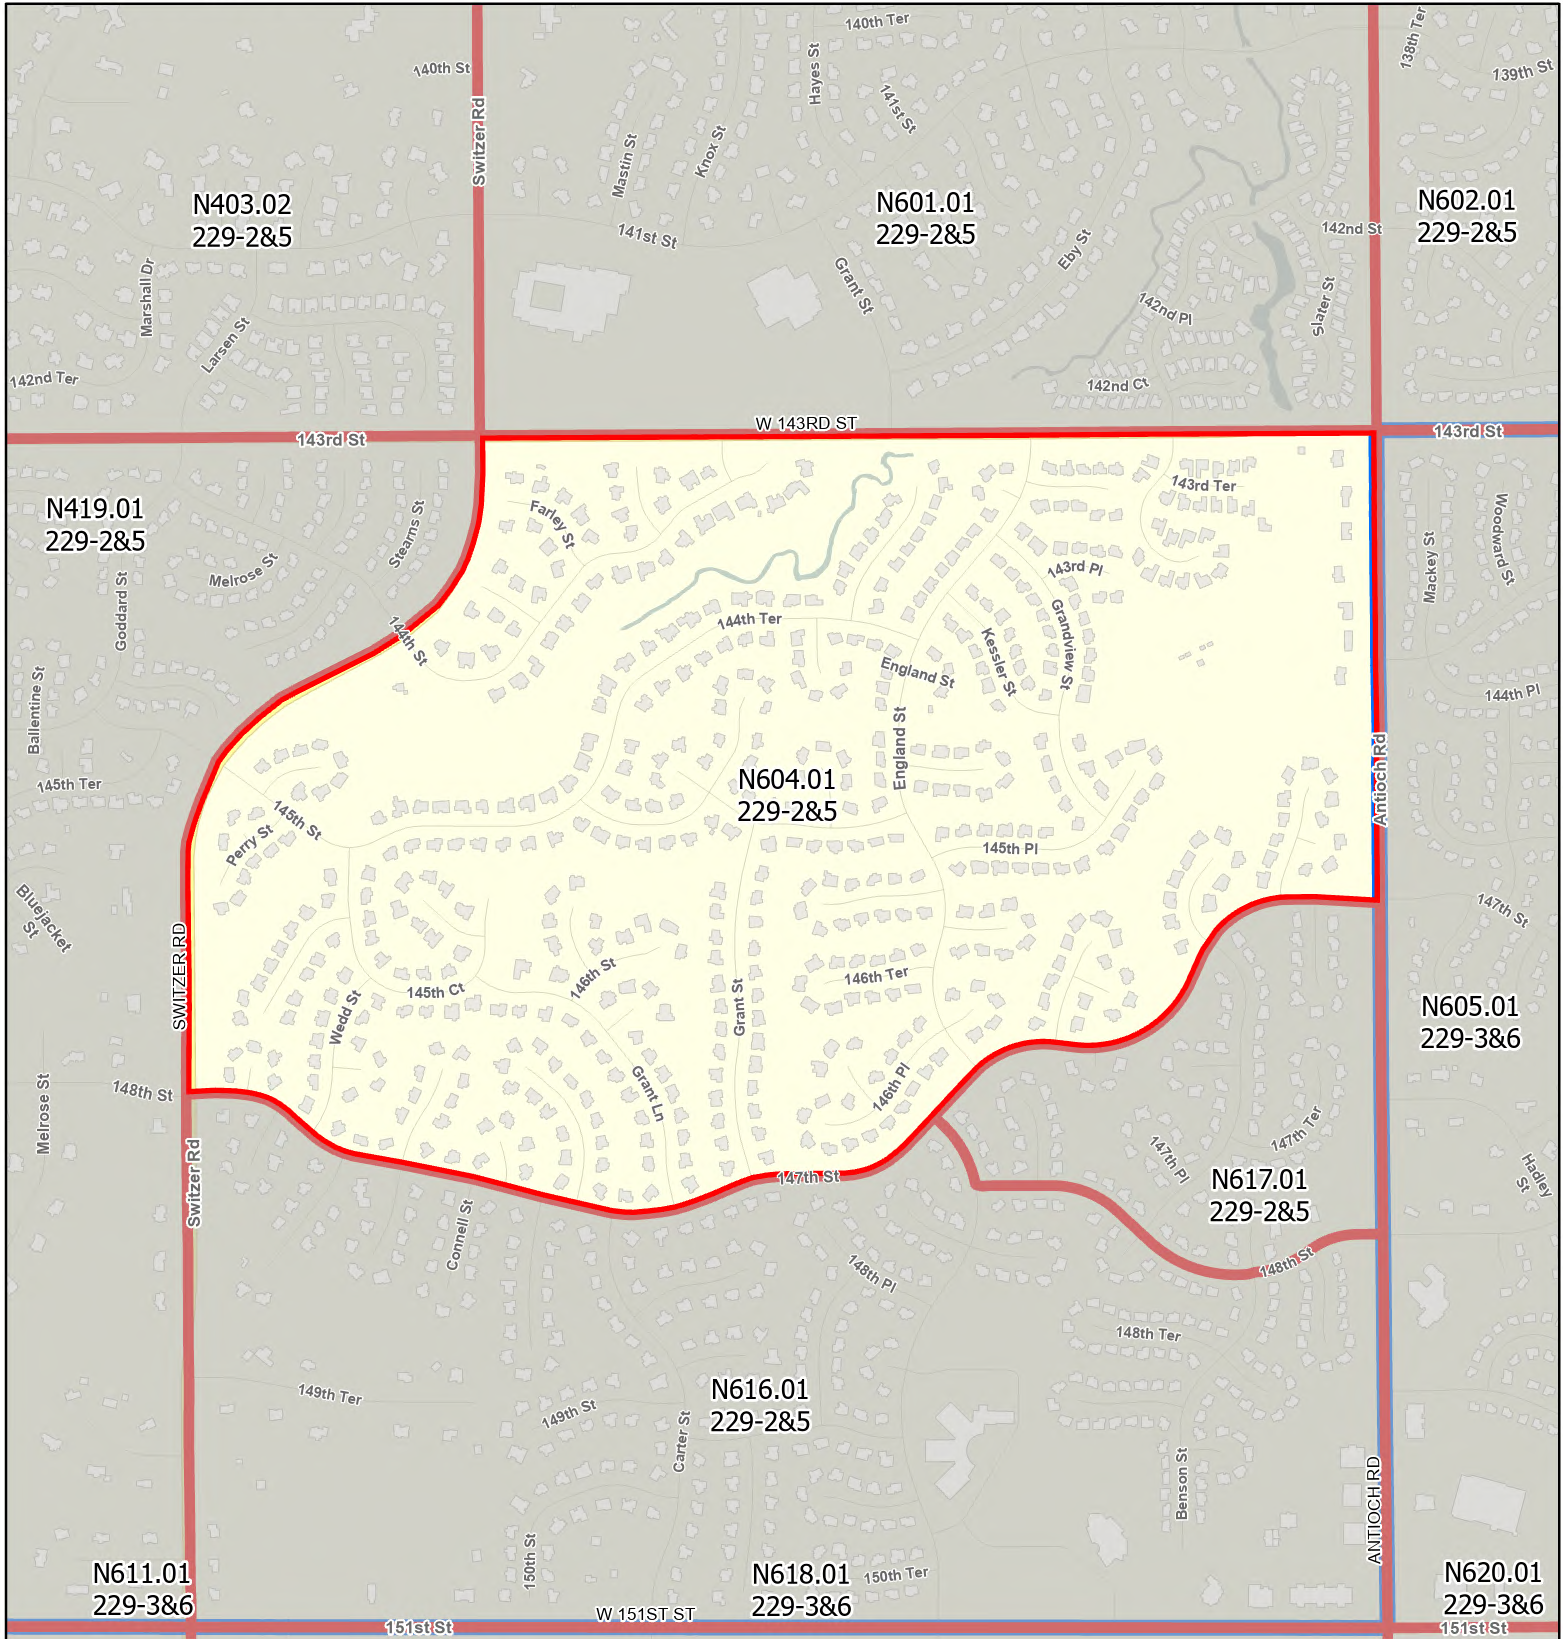 140th Ter
138th Ter
140th St
139th St
Hayes St
141st St
Switzer Rd
Mastin St
Knox St
N403.02
229-2&5
N601.01
229-2&5
N602.01
229-2&5
141st St
142nd St
Eby St
Marshall Dr
Grant St
142nd Pl
Slater St
Larsen St
142nd Ter
142nd Ct
W 143RD ST
143rd St
143rd St
N419.01
229-2&5
Farley St
143rd Ter
Stearns St
Woodward St
Mackey St
Melrose St
143rd Pl
Goddard St
144th St
144th Ter
Grandview St
Kessler St
England St
Ballentine St
144th Pl
England St
Antioch Rd
145th Ter
N604.01
229-2&5
145th St
Perry St
145th Pl
Bluejacket St
147th St
SWITZER RD
146th St
146th Ter
145th Ct
Wedd St
Grant St
N605.01
229-3&6
148th St
Melrose St
Grant Ln
146th Pl
147th Ter
147th Pl
Switzer Rd
147th St
N617.01
229-2&5
Hadley St
Connell St
148th Pl
148th St
148th Ter
149th Ter
N616.01
229-2&5
149th St
Carter St
Benson St
ANTIOCH RD
150th St
N611.01
229-3&6
N618.01
229-3&6
150th Ter
N620.01
229-3&6
W 151ST ST
151st St
151st St